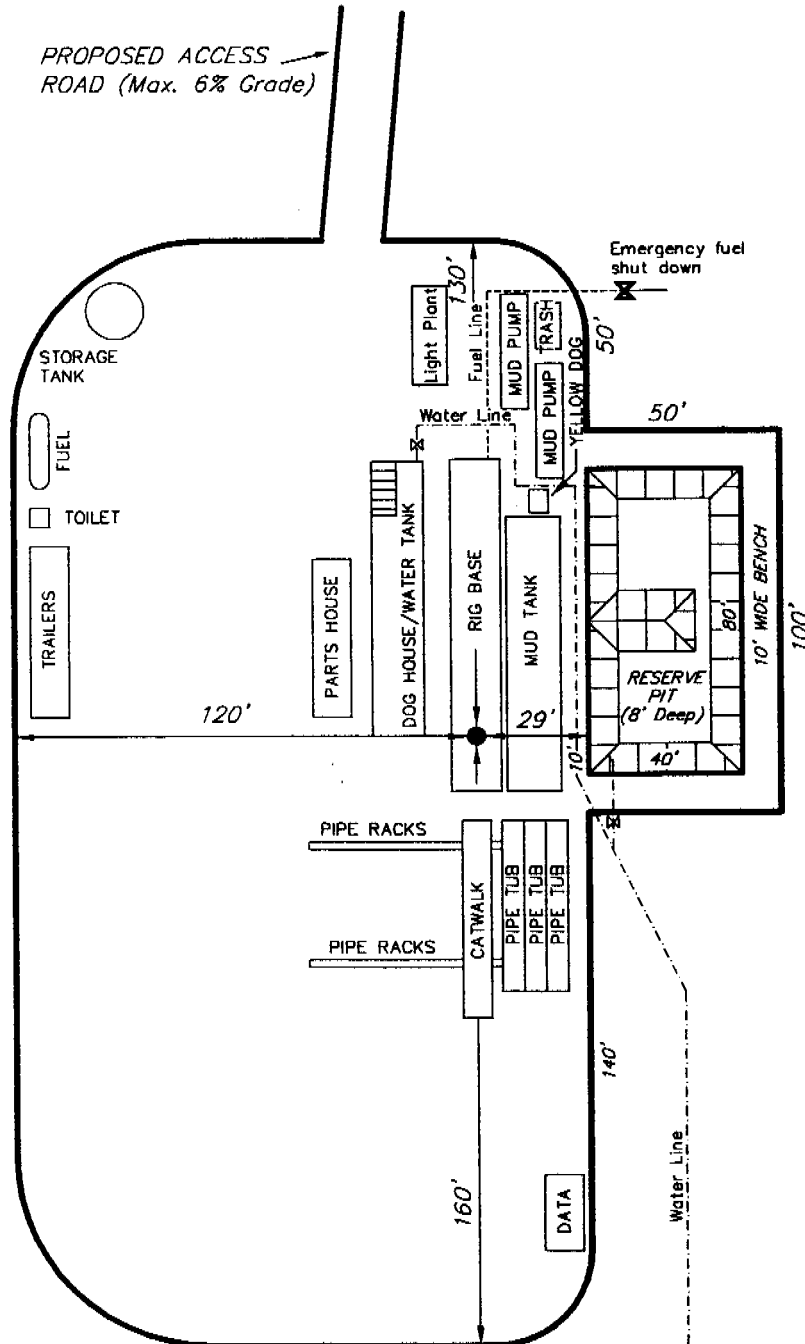 PROPOSED ACCESS
ROAD (Max. 6% Grade)
Emergency fuel
shut down
130'
Light Plant
Fuel Line
MUD PUMP
TRASH
50'
STORAGE
TANK
MUD PUMP
YELLOW DOG
50'
Water Line
FUEL
TOILET
TRAILERS
PARTS HOUSE
DOG HOUSE/WATER TANK
RIG BASE
MUD TANK
80'
10' WIDE BENCH
100'
RESERVE
PIT
(8' Deep)
120'
29'
10'
40'
PIPE RACKS
CATWALK
PIPE TUB
PIPE TUB
PIPE TUB
PIPE RACKS
140'
160'
DATA
Water Line